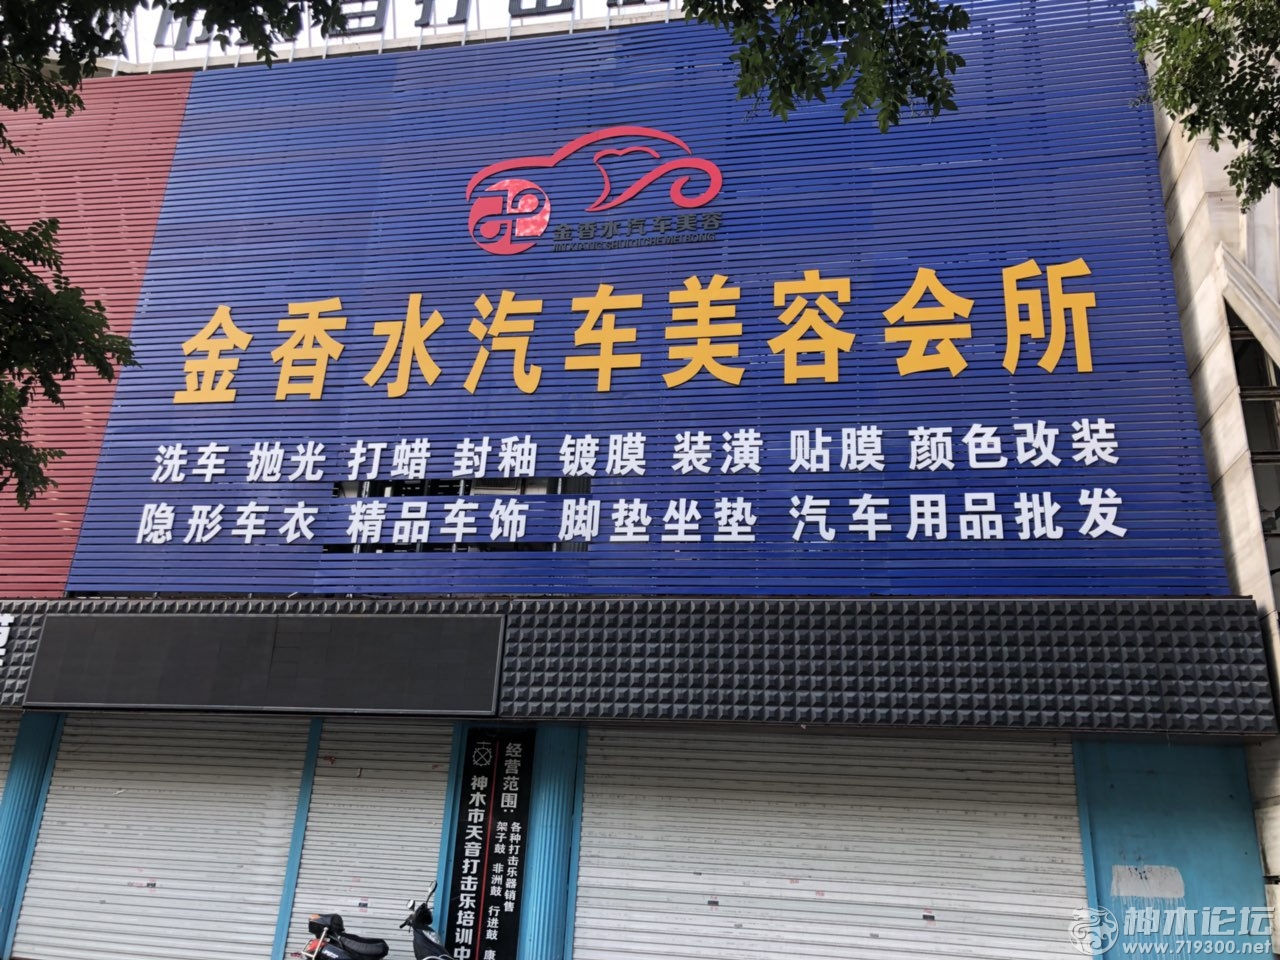 打击
金香水汽车美容
JINXIANGSHUIQICHEMEIRONG
金香水汽车美容会所
洗车 抛光 打蜡 封釉 镀膜 装潢 贴膜 颜色改装
隐形车衣 精品车饰 脚垫坐垫 汽车用品批发
经营范围：
各种打击乐器销售
架子鼓 非洲鼓 行进鼓
神木市天音打击乐培训中
神木论坛
www.719300.net